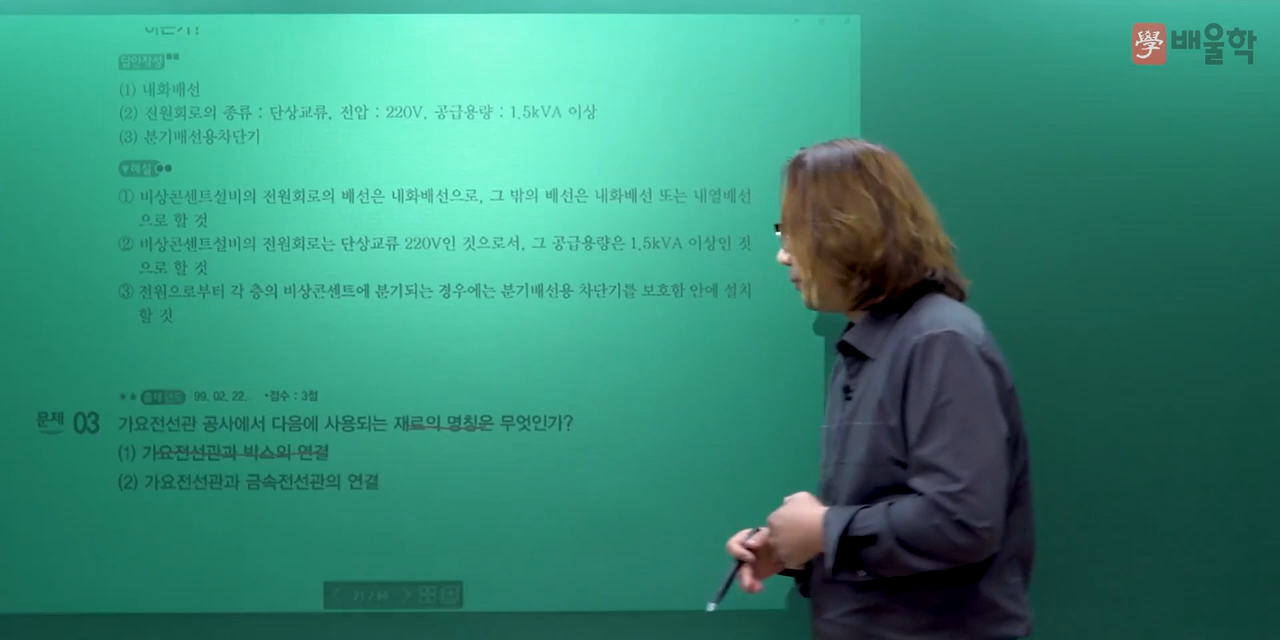 學 배울학
답안작성
(1) 내화배선
(2) 전원회로의 종류 : 단상교류, 전압 : 220V, 공급용량 : 1.5kVA 이상
(3) 분기배선용차단기
해설
① 비상콘센트설비의 전원회로의 배선은 내화배선으로, 그 밖의 배선은 내화배선 또는 내열배선
으로 할 것
② 비상콘센트설비의 전원회로는 단상교류 220V인 것으로서, 그 공급용량은 1.5kVA 이상인 것
으로 할 것
③ 전원으로부터 각 층의 비상콘센트에 분기되는 경우에는 분기배선용 차단기를 보호함 안에 설치
할 것
출제년도 99. 02. 22. •점수 : 3점
문제 03 가요전선관 공사에서 다음에 사용되는 재료의 명칭은 무엇인가?
(1) 가요전선관과 박스의 연결
(2) 가요전선관과 금속전선관의 연결